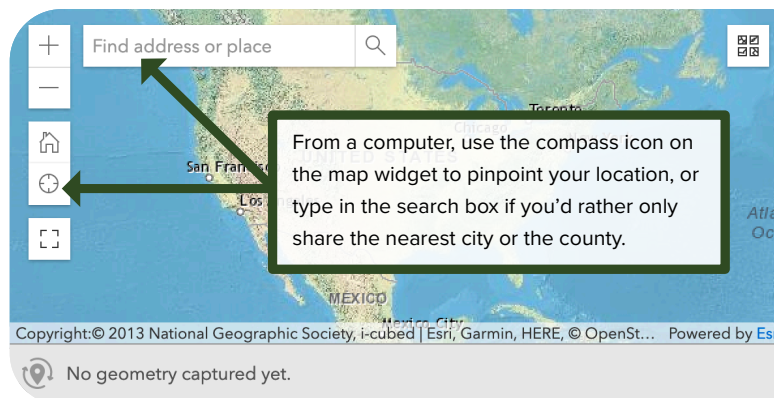 Find address or place
Toronto
Chicago
From a computer, use the compass icon on
the map widget to pinpoint your location, or
type in the search box if you’d rather only
share the nearest city or the county.
UNITED STATES
San Francisco
Los
Atla
Oc
MEXICO
Mexico City
Copyright:© 2013 National Geographic Society, i-cubed | Esri, Garmin, HERE, © OpenSt... Powered by Es
No geometry captured yet.